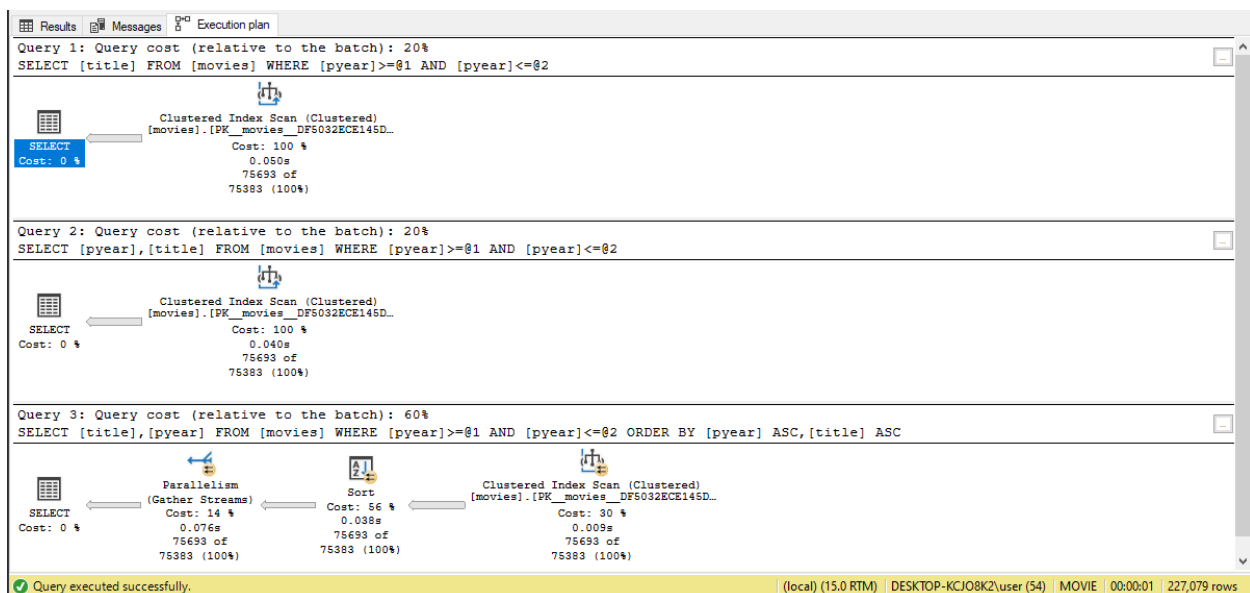 Results Messages Execution plan
Query 1: Query cost (relative to the batch): 20%
SELECT [title] FROM [movies] WHERE [pyear]>=@1 AND [pyear]<=@2
Clustered Index Scan (Clustered)
[movies].[PK__movies__DF5032ECE145D…
SELECT
Cost: 0 %
Cost: 100 %
0.050s
75693 of
75383 (100%)
Query 2: Query cost (relative to the batch): 20%
SELECT [pyear],[title] FROM [movies] WHERE [pyear]>=@1 AND [pyear]<=@2
Clustered Index Scan (Clustered)
[movies].[PK__movies__DF5032ECE145D…
SELECT
Cost: 0 %
Cost: 100 %
0.040s
75693 of
75383 (100%)
Query 3: Query cost (relative to the batch): 60%
SELECT [title],[pyear] FROM [movies] WHERE [pyear]>=@1 AND [pyear]<=@2 ORDER BY [pyear] ASC,[title] ASC
SELECT
Cost: 0 %
Parallelism
(Gather Streams)
Cost: 14 %
0.076s
75693 of
75383 (100%)
Sort
Cost: 56 %
0.038s
75693 of
75383 (100%)
Clustered Index Scan (Clustered)
[movies].[PK__movies__DF5032ECE145D…
Cost: 30 %
0.009s
75693 of
75383 (100%)
Query executed successfully. (local) (15.0 RTM) DESKTOP-KCJO8K2\user (54) MOVIE 00:00:01 227,079 rows